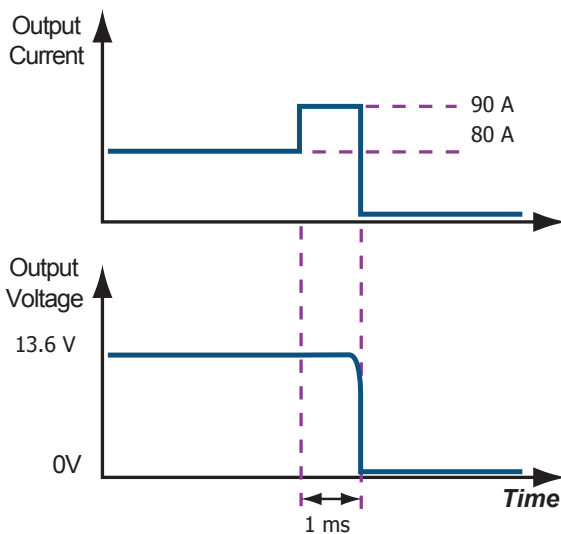 Output
Current
90 A
80 A
Output
Voltage
13.6 V
0V
Time
1 ms